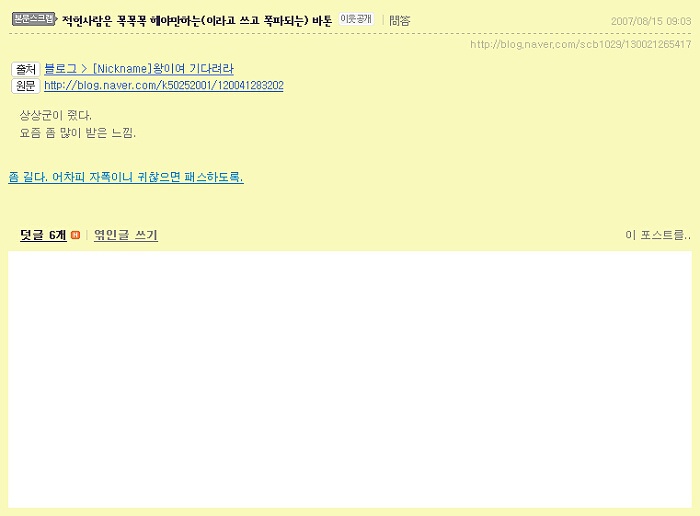 본문스크랩 적힌사람은 꼭꼭꼭 해야만하는(이라고 쓰고 폭파되는) 바톤 이웃공개 | 問答 2007/08/15 09:03
http://blog.naver.com/scb1029/130021265417
출처 블로그 > [Nickname]왕이여 기다려라
원문 http://blog.naver.com/k50252001/120041283202
상상군이 줬다.
요즘 좀 많이 받은 느낌.
좀 길다. 어차피 자폭이니 귀찮으면 패스하도록.
덧글 6개 N | 엮인글 쓰기 이 포스트를..